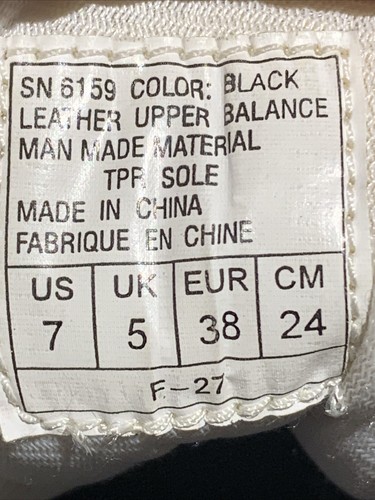 SN 6159 COLOR: BLACK
LEATHER UPPER BALANCE
MAN MADE MATERIAL
TPR SOLE
MADE IN CHINA
FABRIQUE EN CHINE
US UK EUR CM
7 5 38 24
F-27